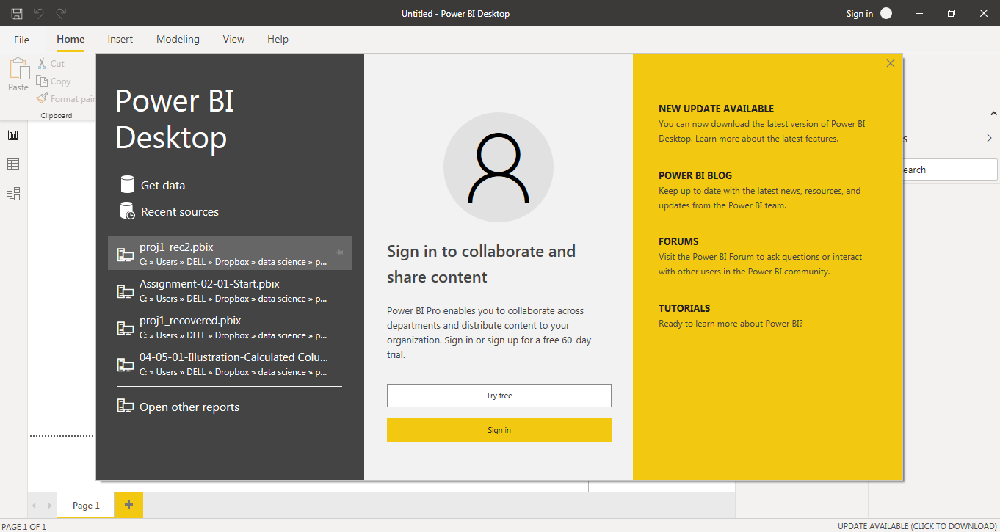 Untitled - Power BI Desktop
Sign in
File
Home
Insert
Modeling
View
Help
Paste
Cut
Copy
Format pain
Clipboard
Power BI
Desktop
Get data
Recent sources
proj1_rec2.pbix
C: » Users » DELL » Dropbox » data science » p...
Assignment-02-01-Start.pbix
C: » Users » DELL » Dropbox » data science » p...
proj1_recovered.pbix
C: » Users » DELL » Dropbox » data science » p...
04-05-01-Illustration-Calculated Colu...
C: » Users » DELL » Dropbox » data science » p...
Open other reports
Sign in to collaborate and
share content
Power BI Pro enables you to collaborate across
departments and distribute content to your
organization. Sign in or sign up for a free 60-day
trial.
Try free
Sign in
NEW UPDATE AVAILABLE
You can now download the latest version of Power BI
Desktop. Learn more about the latest features.
POWER BI BLOG
Keep up to date with the latest news, resources, and
updates from the Power BI team.
FORUMS
Visit the Power BI Forum to ask questions or interact
with other users in the Power BI community.
TUTORIALS
Ready to learn more about Power BI?
s
earch
Page 1
PAGE 1 OF 1
UPDATE AVAILABLE (CLICK TO DOWNLOAD)